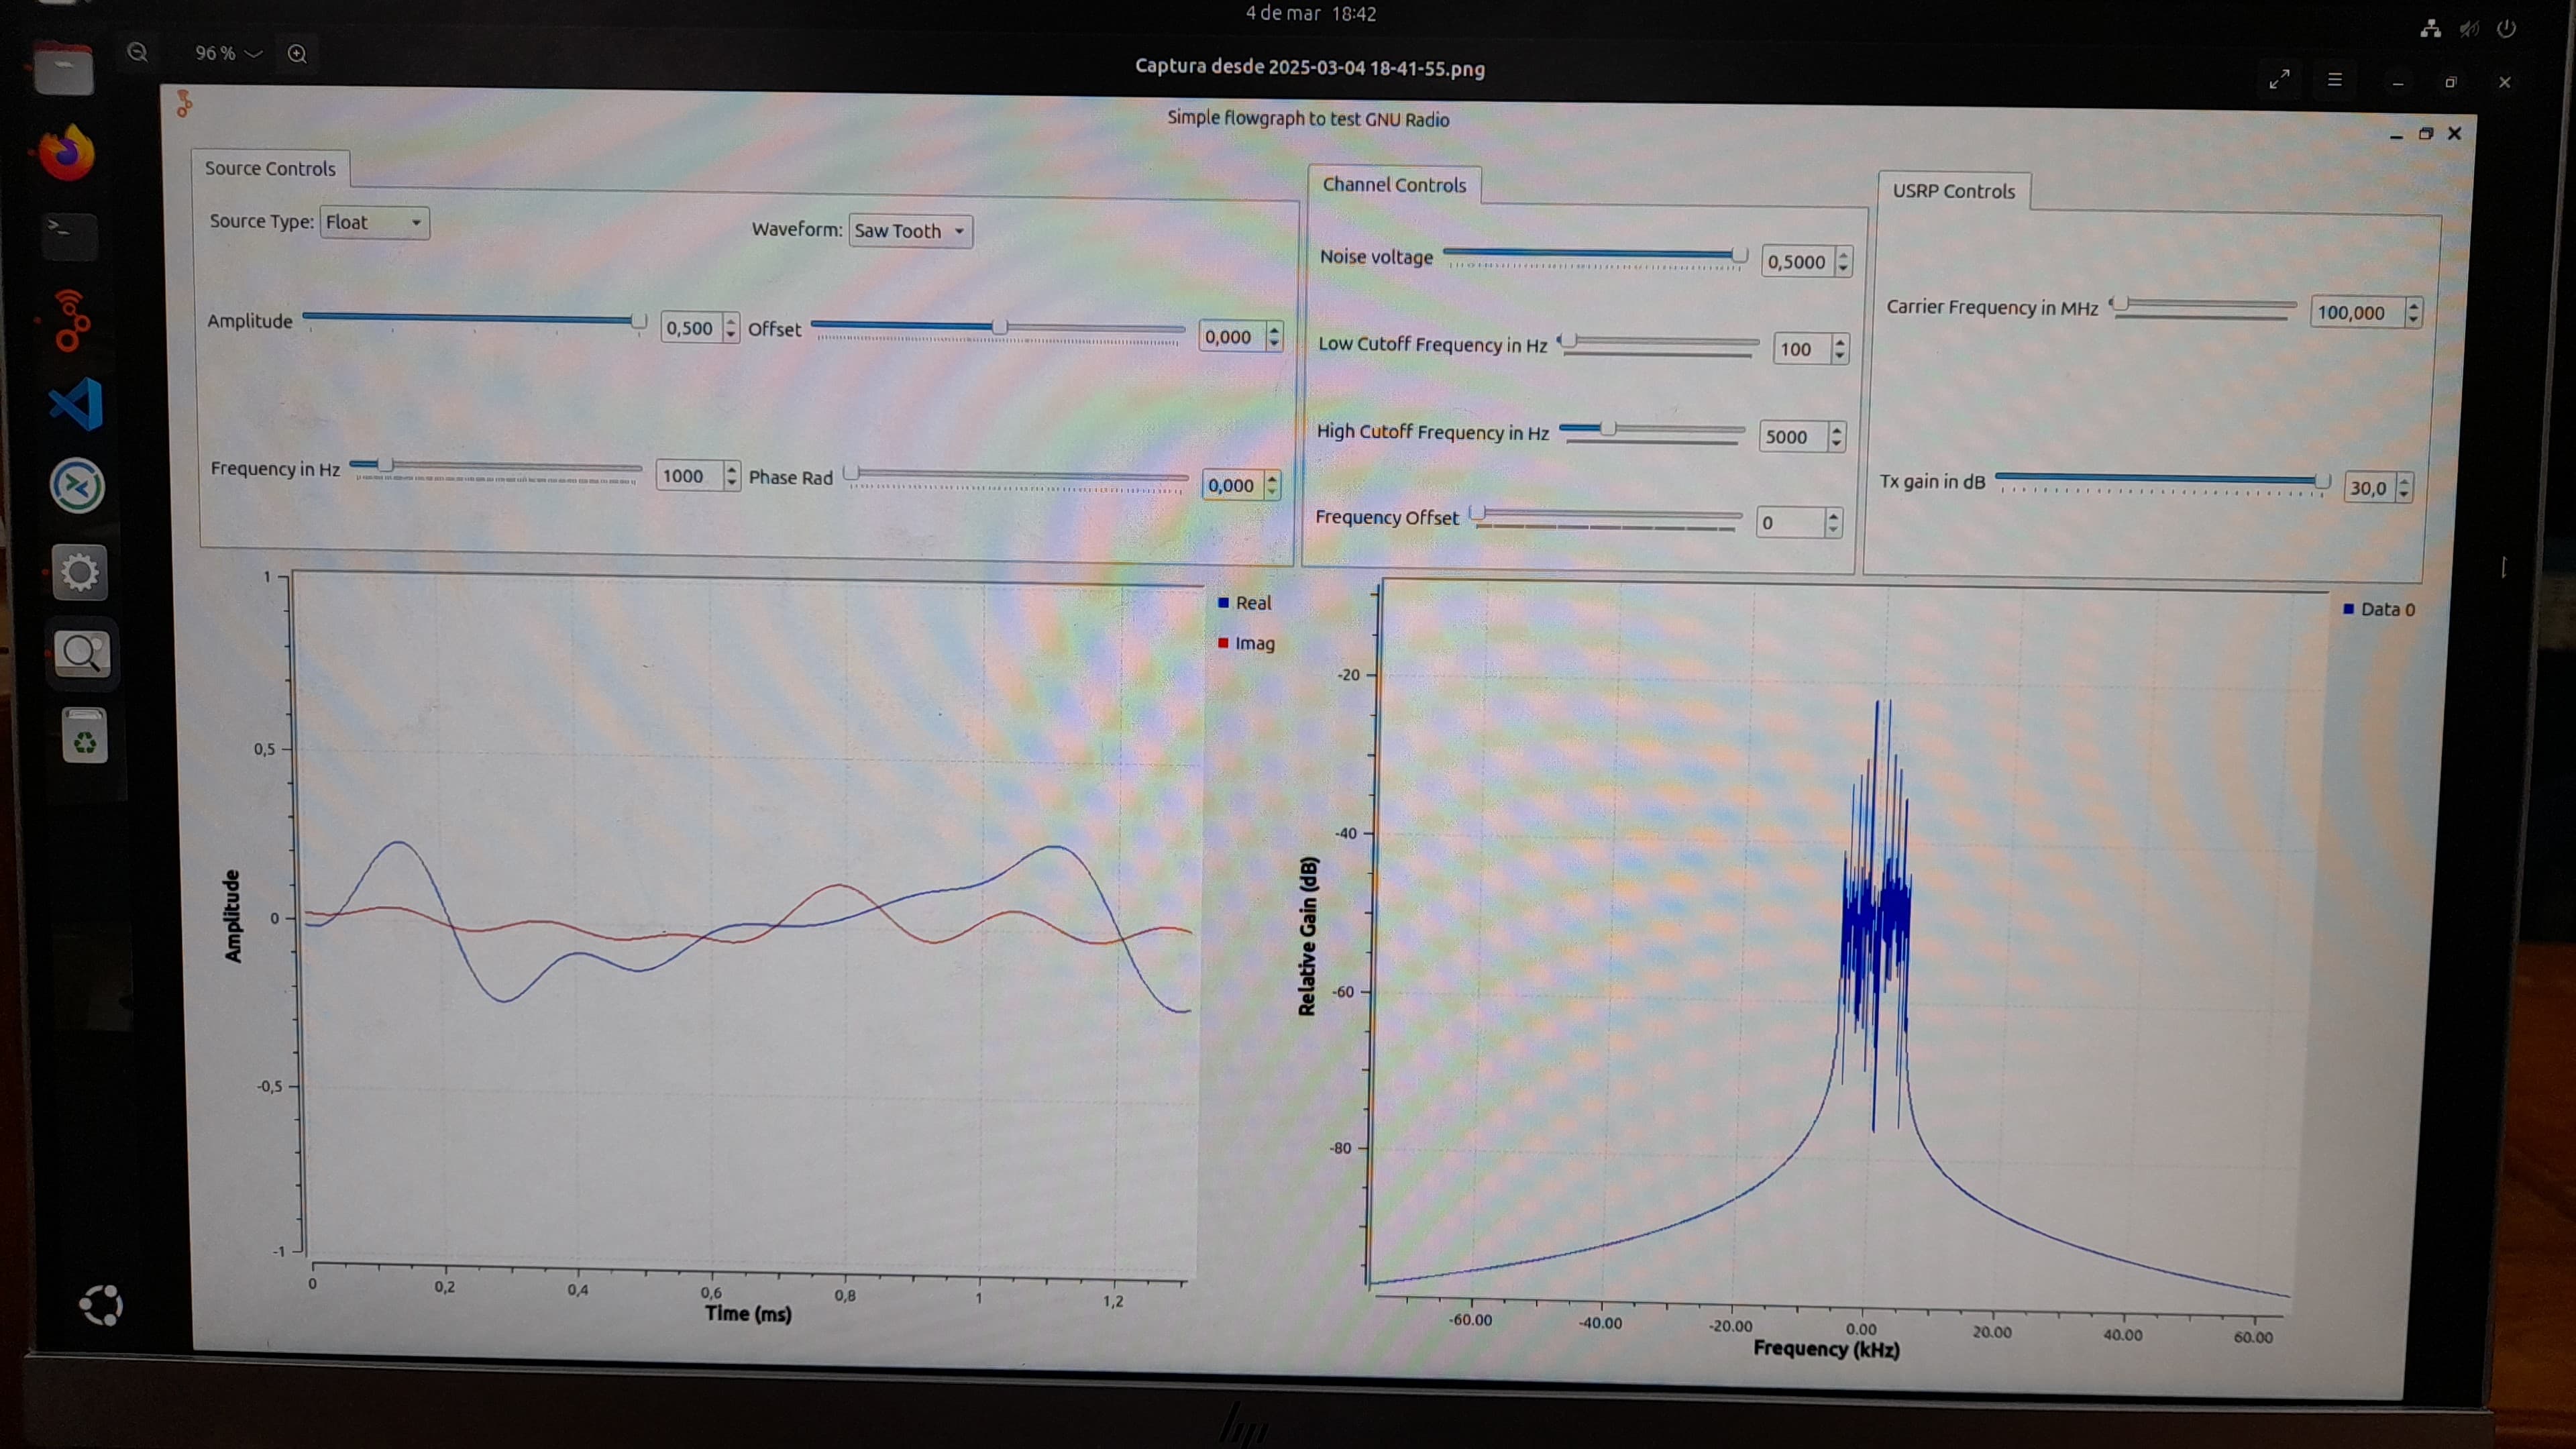 4 de mar 18:42
96 %
Captura desde 2025-03-04 18-41-55.png
Simple flowgraph to test GNU Radio
Source Controls
Source Type: Float
Waveform: Saw Tooth
Amplitude 0,500 Offset 0,000
Frequency in Hz 1000 Phase Rad 0,000
Channel Controls
Noise voltage 0,5000
Low Cutoff Frequency in Hz 100
High Cutoff Frequency in Hz 5000
Frequency Offset 0
USRP Controls
Carrier Frequency in MHz 100,000
Tx gain in dB 30,0
1
0,5
0
-0,5
-1
Amplitude
0 0,2 0,4 0,6 0,8 1 1,2
Time (ms)
Real
Imag
-20
-40
-60
-80
Relative Gain (dB)
-60.00 -40.00 -20.00 0.00 20.00 40.00 60.00
Frequency (kHz)
Data 0
hp